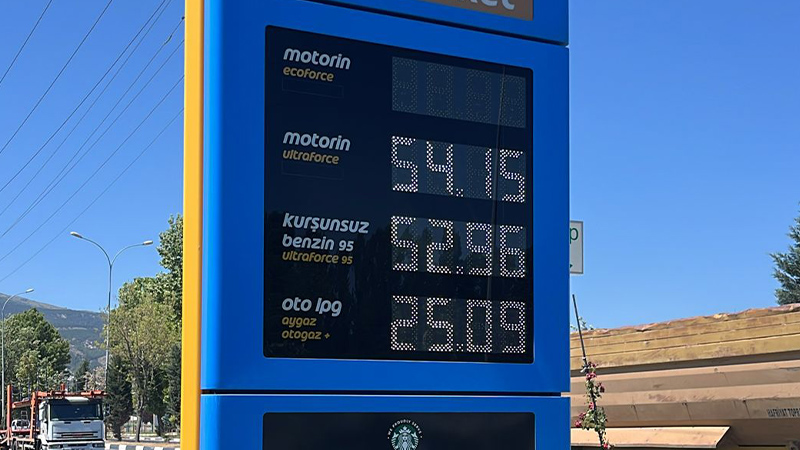 motorin
ecoforce
motorin
ultraforce
54.15
kurşunsuz
benzin 95
ultraforce 95
52.96
oto lpg
aygaz
otogaz +
25.09